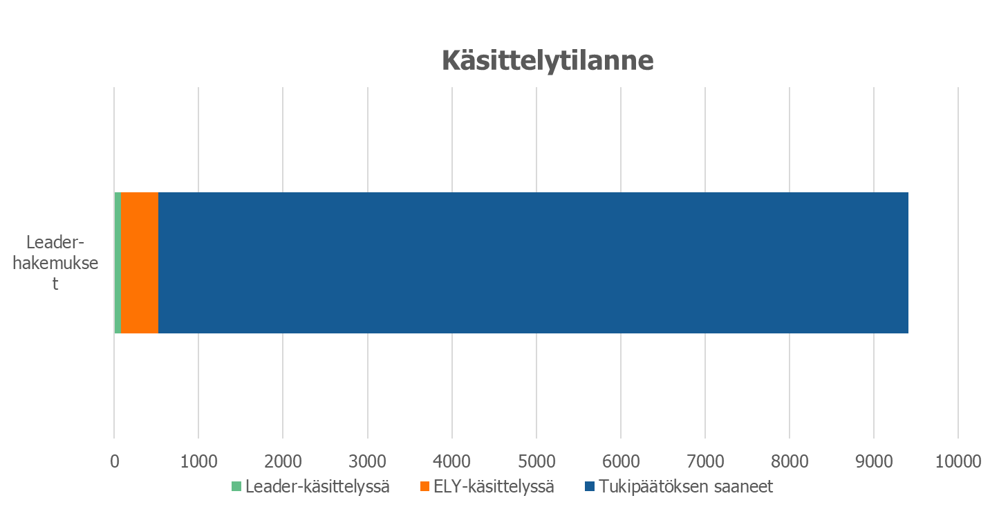 Käsittelytilanne
Leader-
hakemukse
t
0 1000 2000 3000 4000 5000 6000 7000 8000 9000 10000
Leader-käsittelyssä ELY-käsittelyssä Tukipäätöksen saaneet